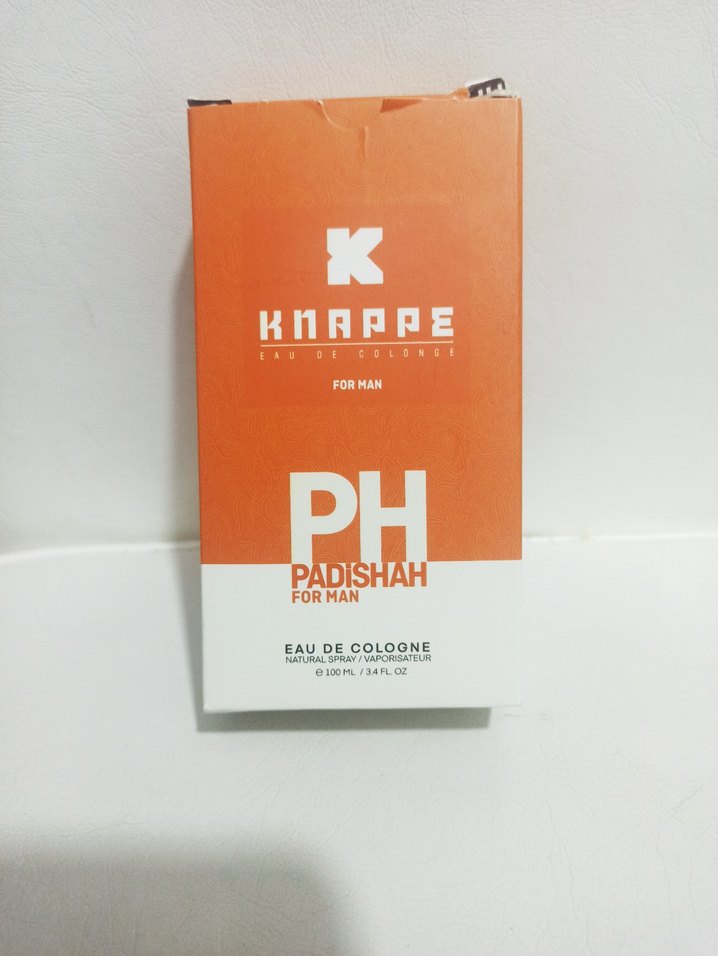 K
KNAPPE
EAU DE COLONGE
FOR MAN
PH
PADiSHAH
FOR MAN
EAU DE COLOGNE
NATURAL SPRAY / VAPORISATEUR
℮ 100 ML / 3.4 FL. OZ